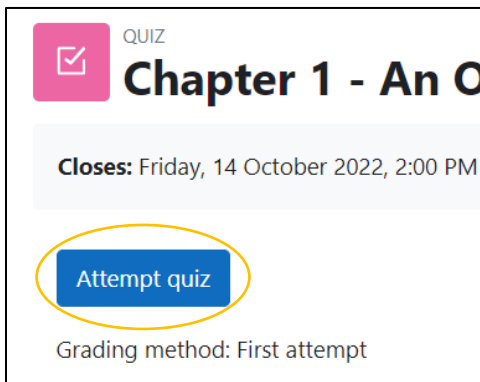 QUIZ
Chapter 1 - An
Closes: Friday, 14 October 2022, 2:00 PM
Attempt quiz
Grading method: First attempt